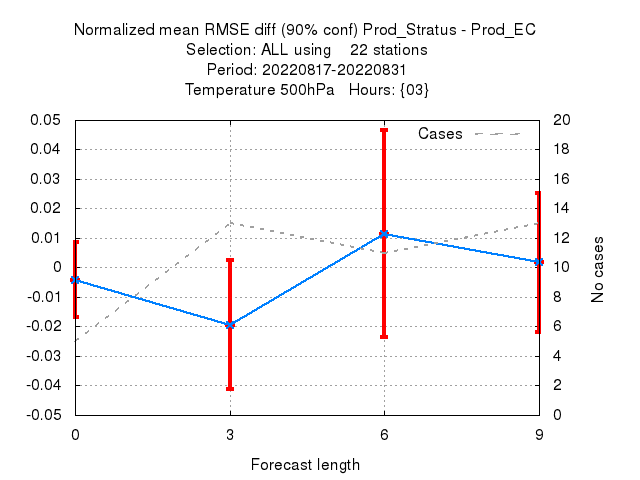 Normalized mean RMSE diff (90% conf) Prod_Stratus - Prod_EC
Selection: ALL using    22 stations
Period: 20220817-20220831
Temperature 500hPa   Hours: {03}
Cases
0.05
0.04
0.03
0.02
0.01
0
-0.01
-0.02
-0.03
-0.04
-0.05
20
18
16
14
12
10
8
6
4
2
0
No cases
0 3 6 9
Forecast length